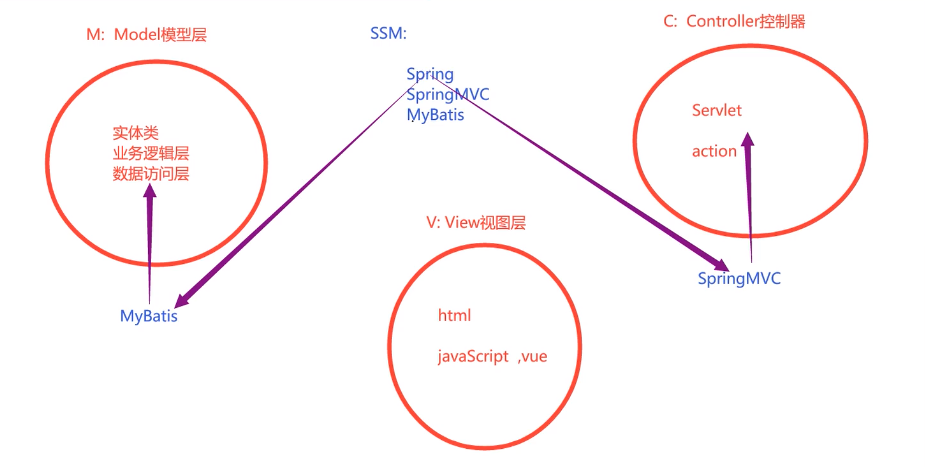 M: Model模型层
实体类
业务逻辑层
数据访问层
MyBatis
SSM:
Spring
SpringMVC
MyBatis
V: View视图层
html
javaScript ,vue
C: Controller控制器
Servlet
action
SpringMVC